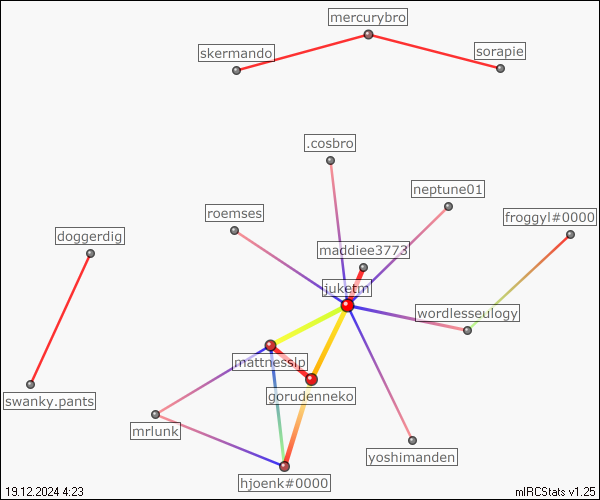 mercurybro
skermando
sorapie
.cosbro
neptune01
roemses
froggyl#0000
doggerdig
maddiee3773
juketm
wordlesseulogy
mattnesslp
gorudenneko
swanky.pants
mrlunk
yoshimanden
hjoenk#0000
19.12.2024 4:23
mIRCStats v1.25